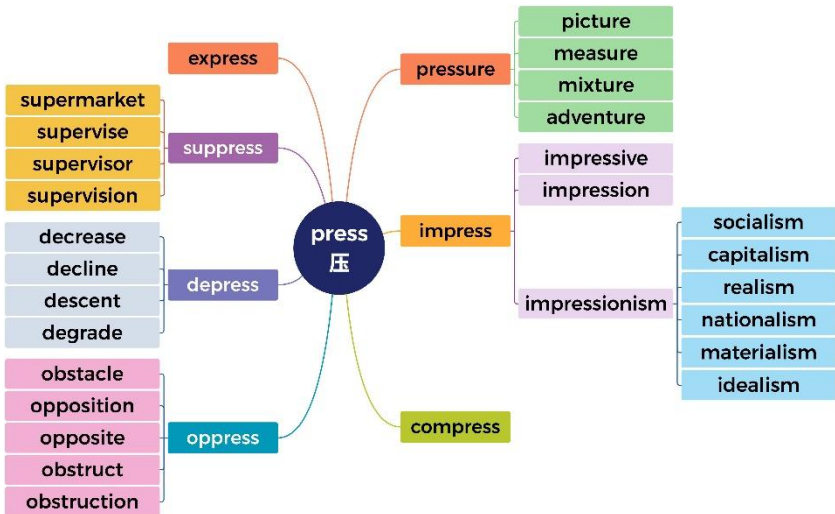 press
压
express
suppress
supermarket
supervise
supervisor
supervision
depress
decrease
decline
descent
degrade
oppress
obstacle
opposition
opposite
obstruct
obstruction
pressure
picture
measure
mixture
adventure
impress
impressive
impression
impressionism
socialism
capitalism
realism
nationalism
materialism
idealism
compress